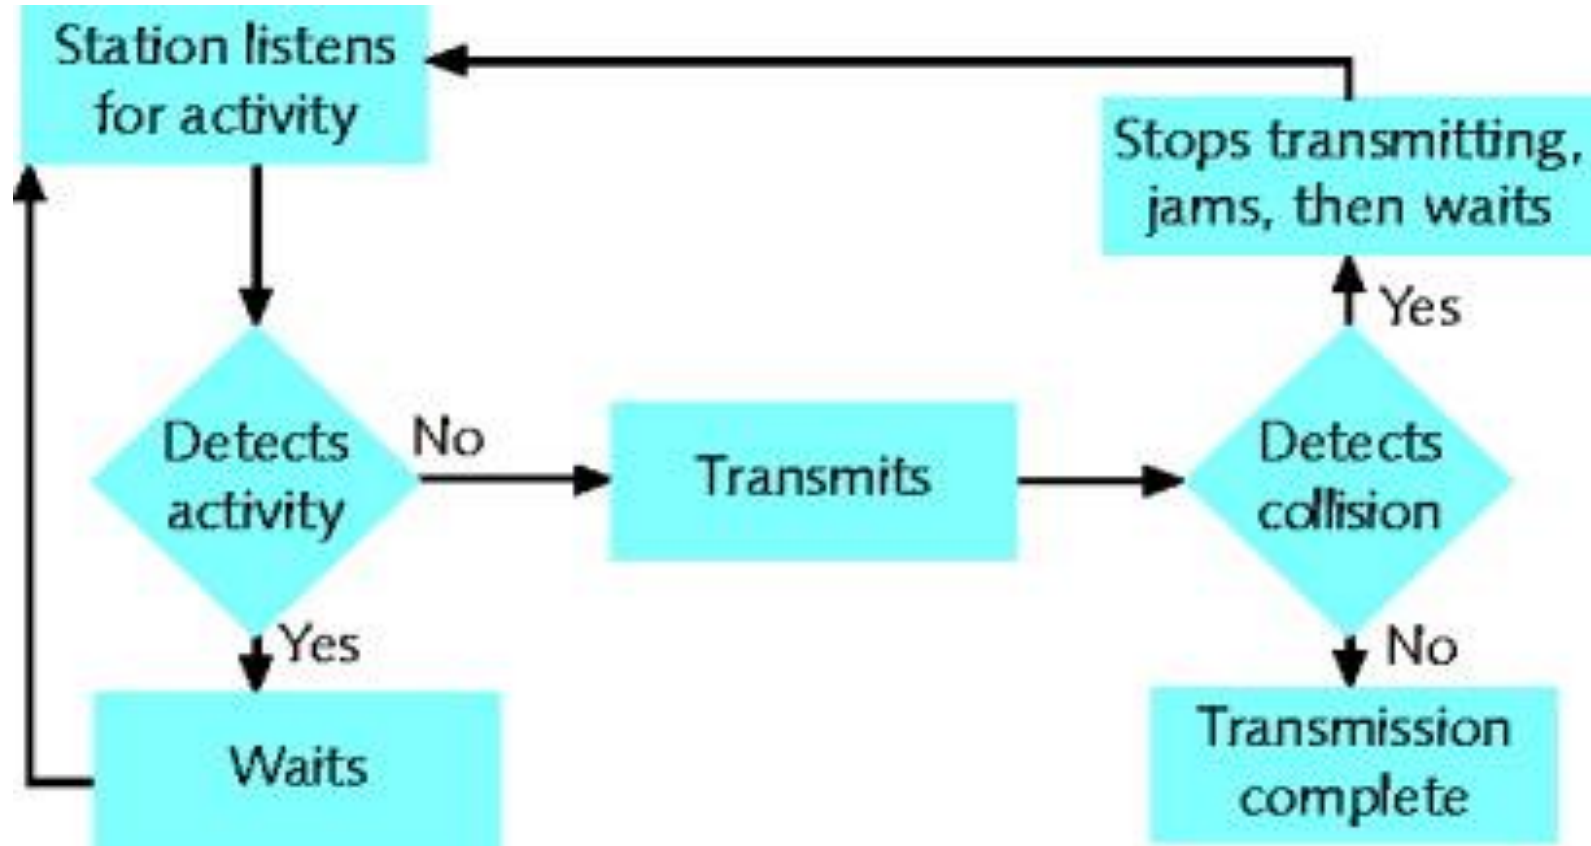 Station listens
for activity
Stops transmitting,
jams, then waits
Yes
Detects
activity
No
Transmits
Detects
collision
Yes
Waits
No
Transmission
complete